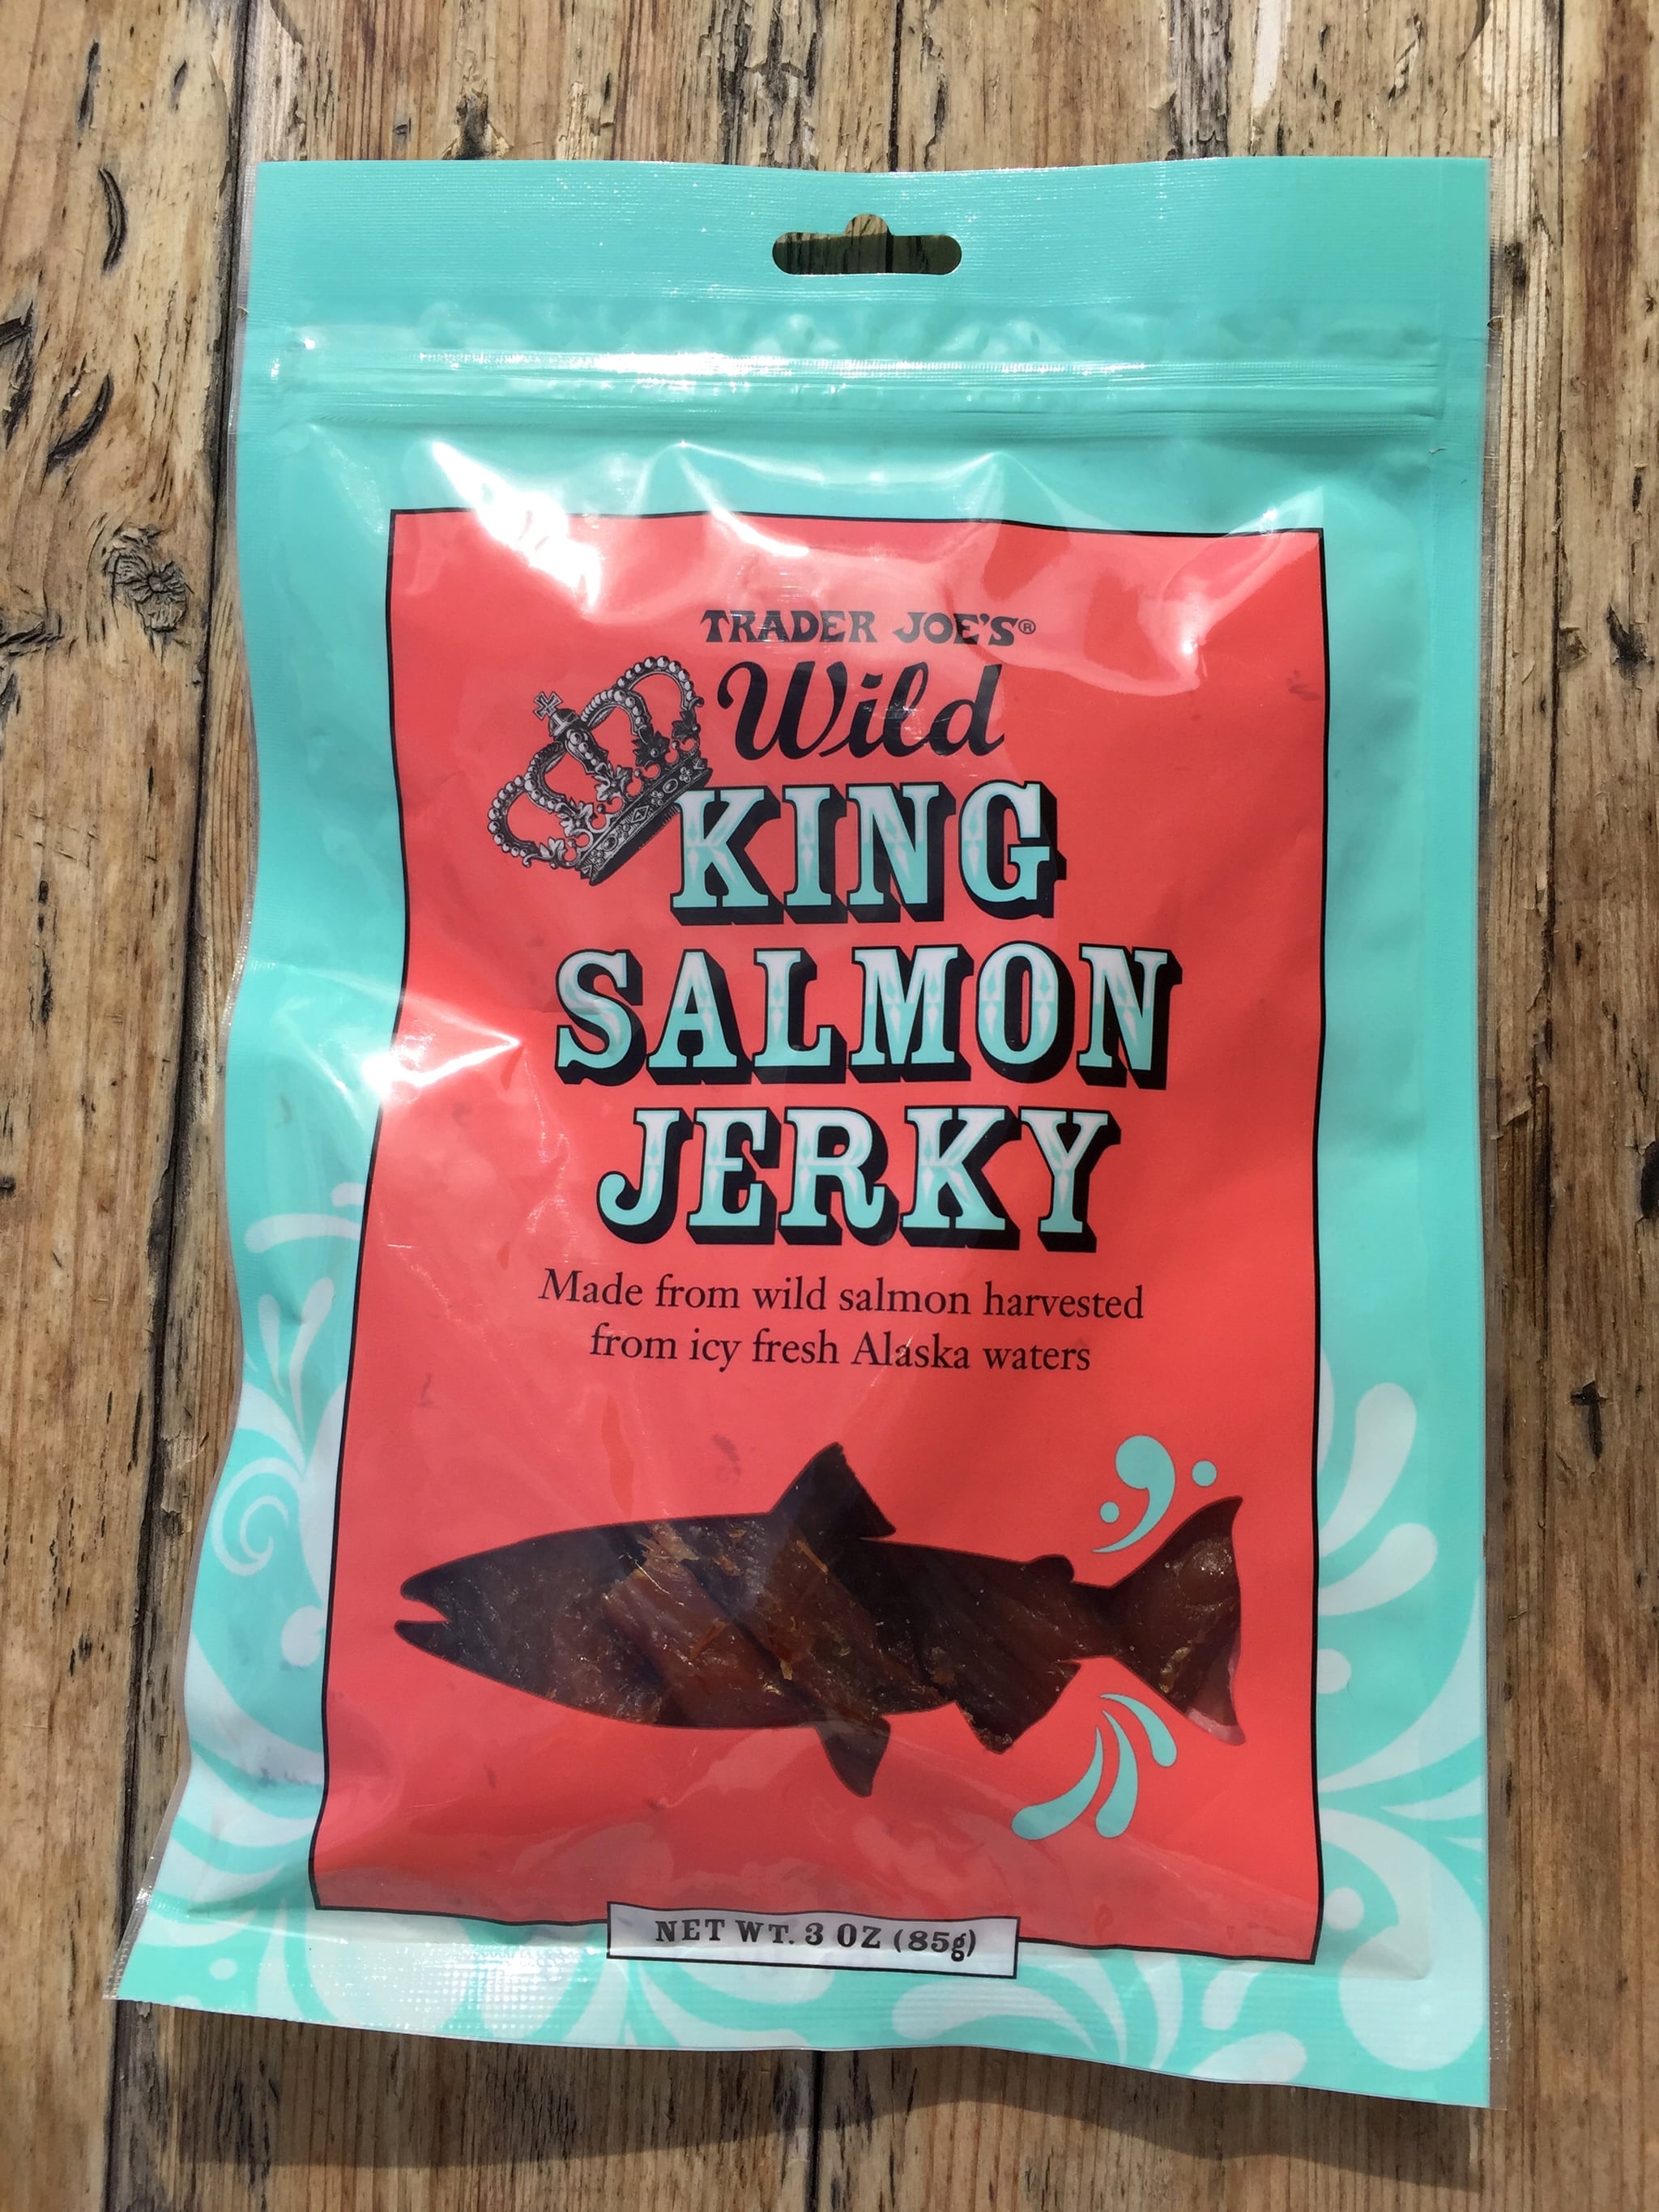 TRADER JOE'S®
Wild
KING
SALMON
JERKY
Made from wild salmon harvested
from icy fresh Alaska waters
NET WT. 3 OZ (85g)